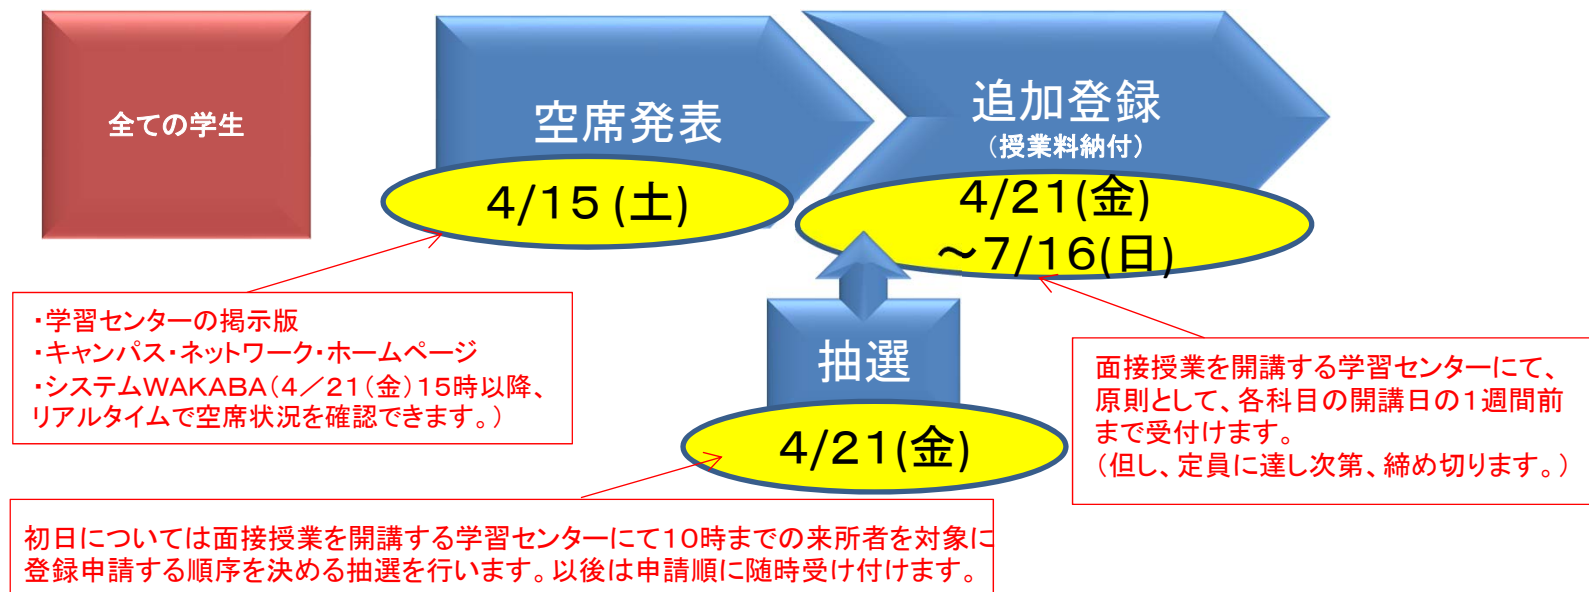 全ての学生
空席発表
4/15 (土)
追加登録
（授業料納付）
4/21(金)
～7/16(日)
・学習センターの掲示版
・キャンパス・ネットワーク・ホームページ
・システムWAKABA（4／21（金）15時以降、
リアルタイムで空席状況を確認できます。）
抽選
4/21(金)
面接授業を開講する学習センターにて、
原則として、各科目の開講日の１週間前
まで受付けます。
（但し、定員に達し次第、締め切ります。）
初日については面接授業を開講する学習センターにて１０時までの来所者を対象に
登録申請する順序を決める抽選を行います。以後は申請順に随時受け付けます。